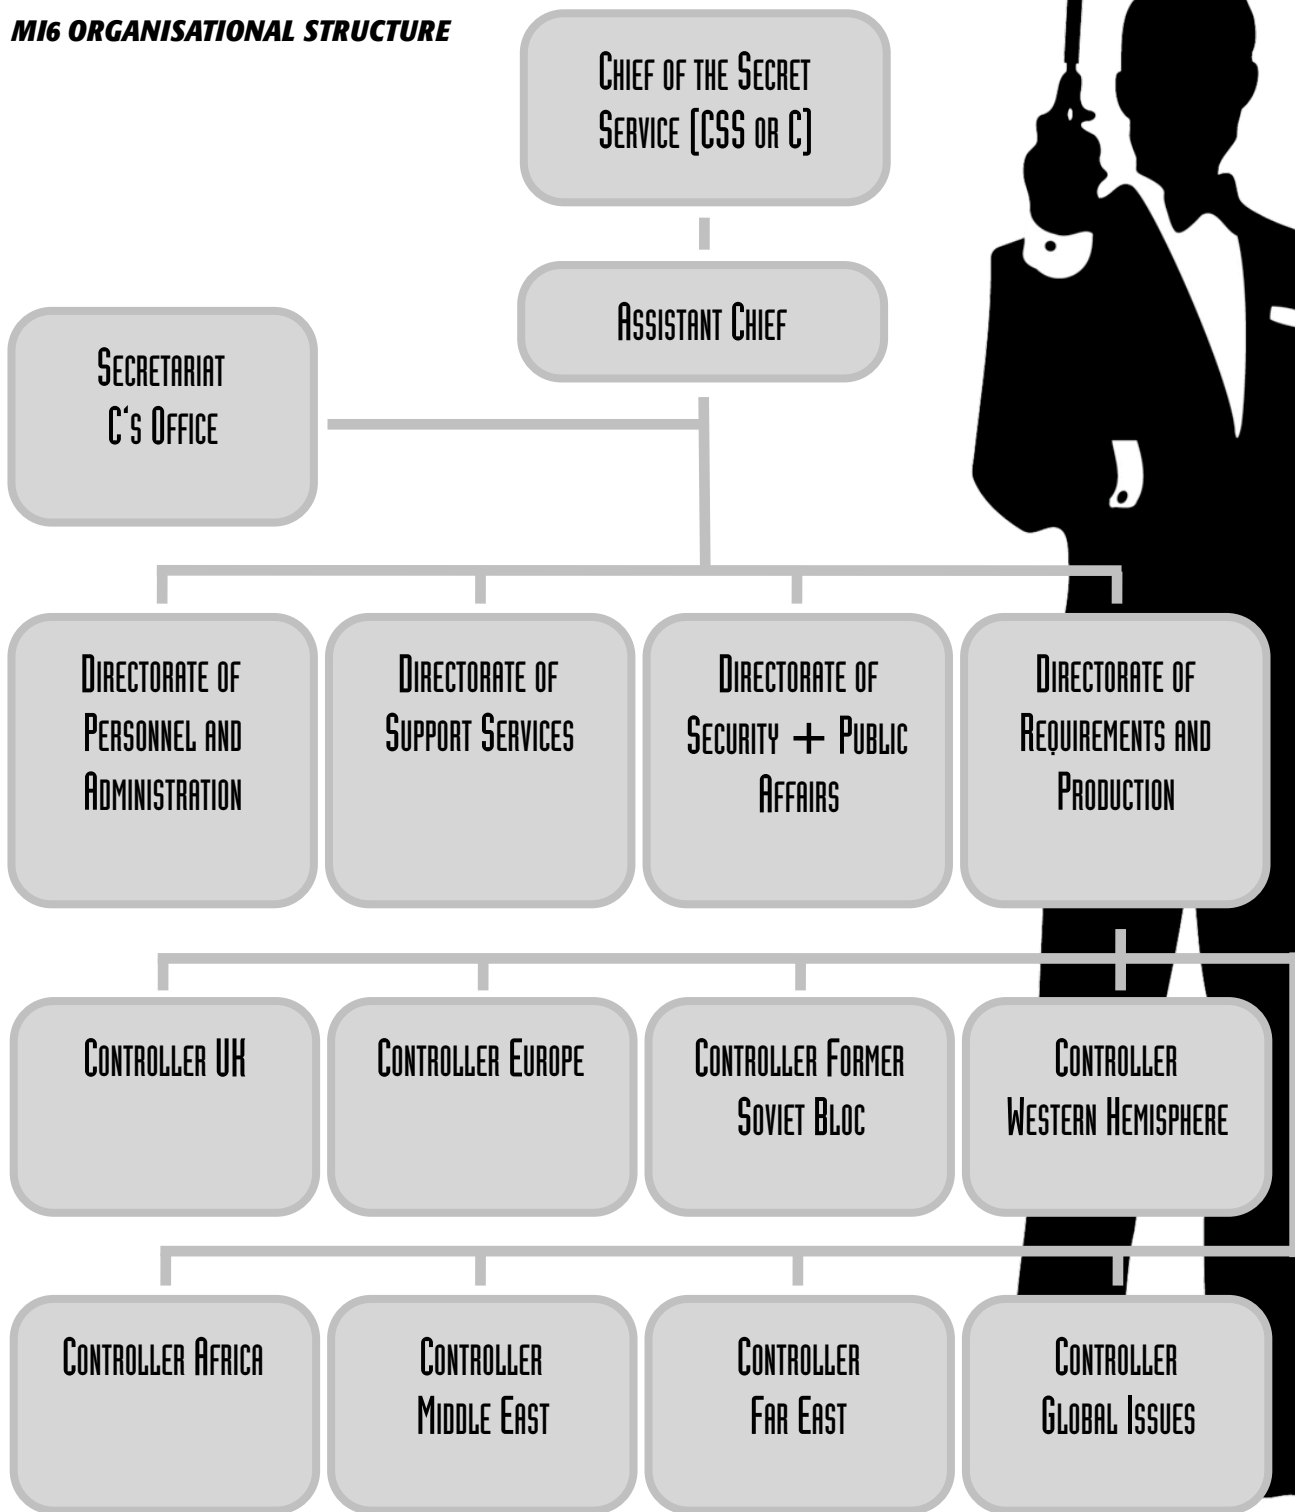 MI6 ORGANISATIONAL STRUCTURE
Chief of the Secret
Service (CSS or C)
Assistant Chief
Secretariat
C‘s Office
Directorate of
Personnel and
Administration
Directorate of
Support Services
Directorate of
Security + Public
Affairs
Directorate of
Requirements and
Production
Controller UK
Controller Europe
Controller Former
Soviet Bloc
Controller
Western Hemisphere
Controller Africa
Controller
Middle East
Controller
Far East
Controller
Global Issues